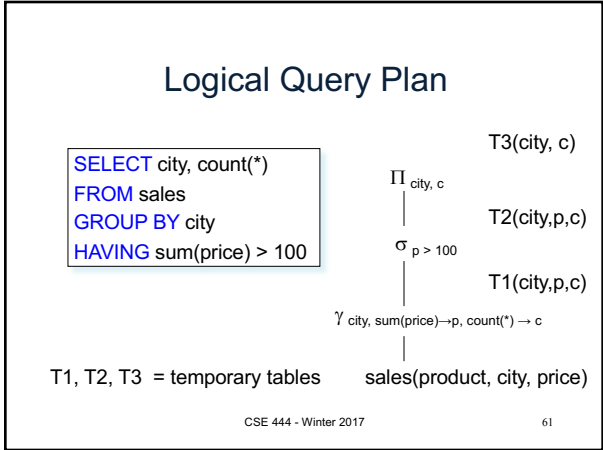 Logical Query Plan
SELECT city, count(*)
FROM sales
GROUP BY city
HAVING sum(price) > 100
T3(city, c)
Π city, c
T2(city,p,c)
σ p > 100
T1(city,p,c)
γ city, sum(price)→p, count(*) → c
T1, T2, T3 = temporary tables
sales(product, city, price)
CSE 444 - Winter 2017
61